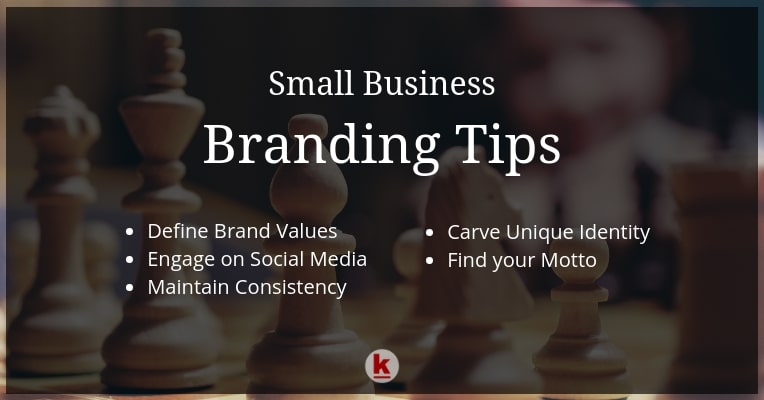 Small Business
Branding Tips
• Define Brand Values
• Engage on Social Media
• Maintain Consistency
• Carve Unique Identity
• Find your Motto
k